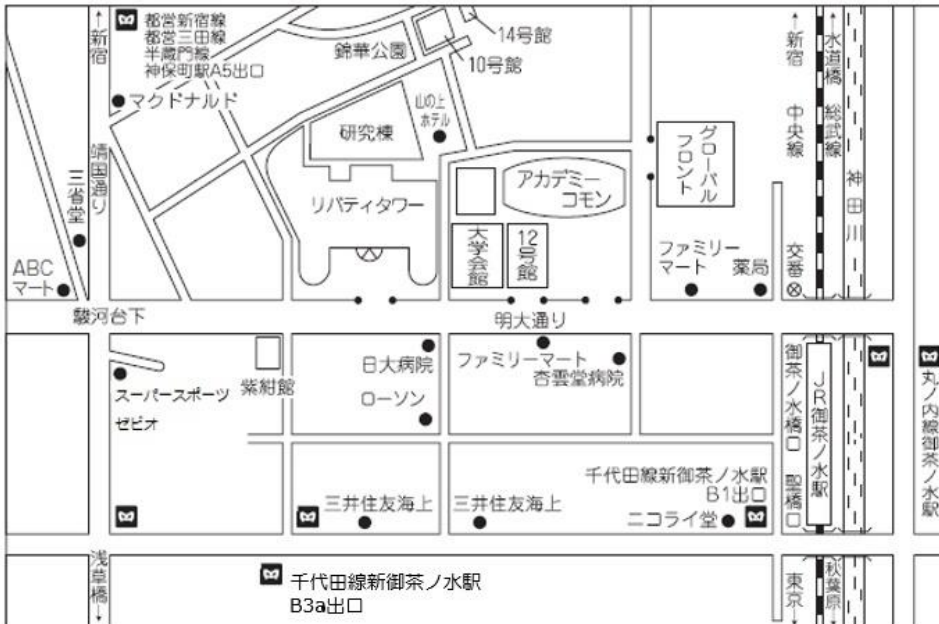 都営新宿線
都営三田線
半蔵門線
神保町駅A5出口
←新宿
マクドナルド
靖国通り
三省堂
ABC
マート
駿河台下
錦華公園
14号館
10号館
山の上
ホテル
研究棟
リバティタワー
アカデミー
コモン
大学会館
12号館
グローバル
フロント
ファミリー
マート
薬局
交番
←新宿
中央線
水道橋
総武線
神田川
明大通り
スーパースポーツ
ゼビオ
紫紺館
日大病院
ローソン
ファミリーマート
杏雲堂病院
御茶ノ水橋口
聖橋口
JR御茶ノ水駅
丸ノ内線御茶ノ水駅
三井住友海上
三井住友海上
千代田線新御茶ノ水駅
B1出口
ニコライ堂
浅草橋→
千代田線新御茶ノ水駅
B3a出口
東京→
秋葉原→